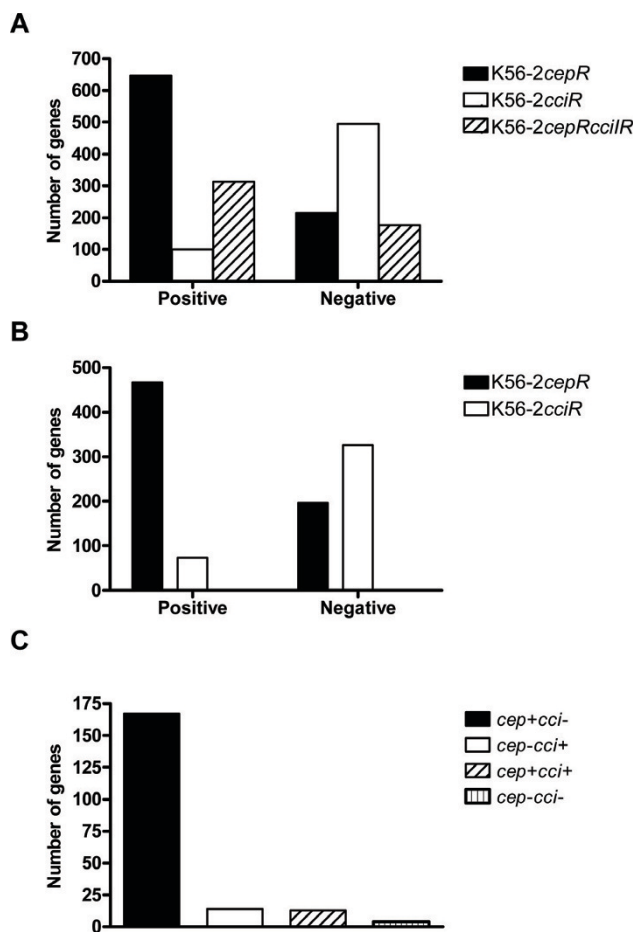 A
Number of genes
700
600
500
400
300
200
100
0
Positive
Negative
K56-2cepR
K56-2cciR
K56-2cepRcciIR
B
Number of genes
500
400
300
200
100
0
Positive
Negative
K56-2cepR
K56-2cciR
C
Number of genes
175
150
125
100
75
50
25
0
cep+cci-
cep-cci+
cep+cci+
cep-cci-